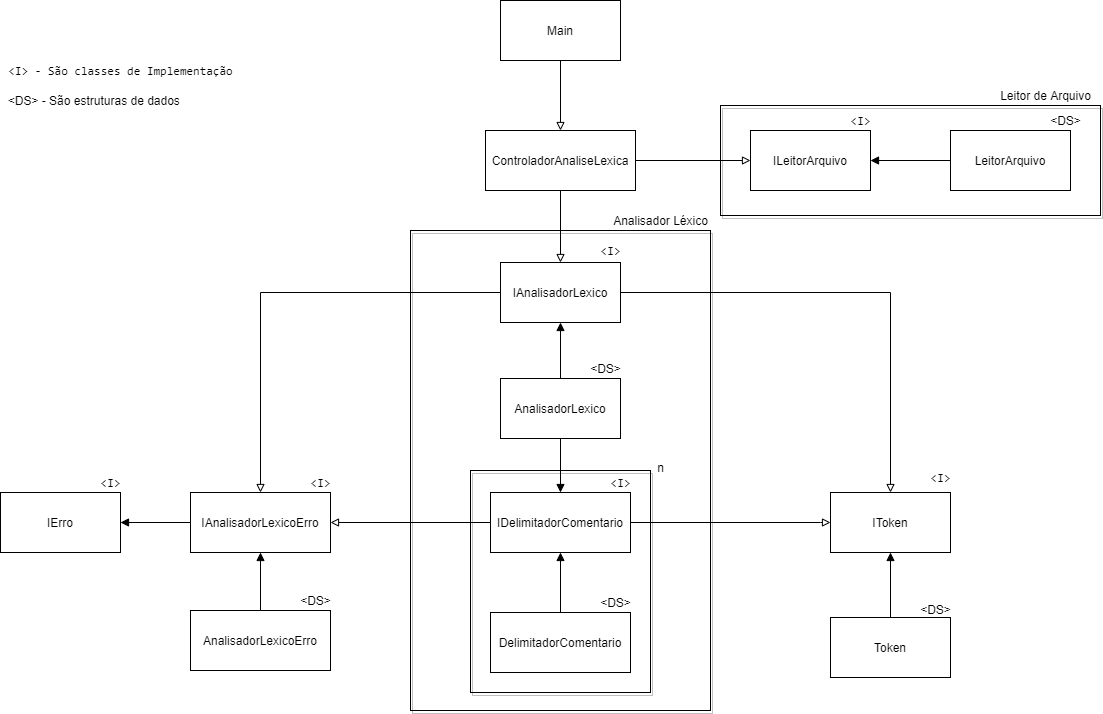 Main
<I> - São classes de Implementação
<DS> - São estruturas de dados
Leitor de Arquivo
<I>
<DS>
ControladorAnaliseLexica
ILeitorArquivo
LeitorArquivo
Analisador Léxico
<I>
IAnalisadorLexico
<DS>
AnalisadorLexico
n
<I>
<I>
<I>
<I>
IErro
IAnalisadorLexicoErro
IDelimitadorComentario
IToken
<DS>
<DS>
<DS>
AnalisadorLexicoErro
DelimitadorComentario
Token